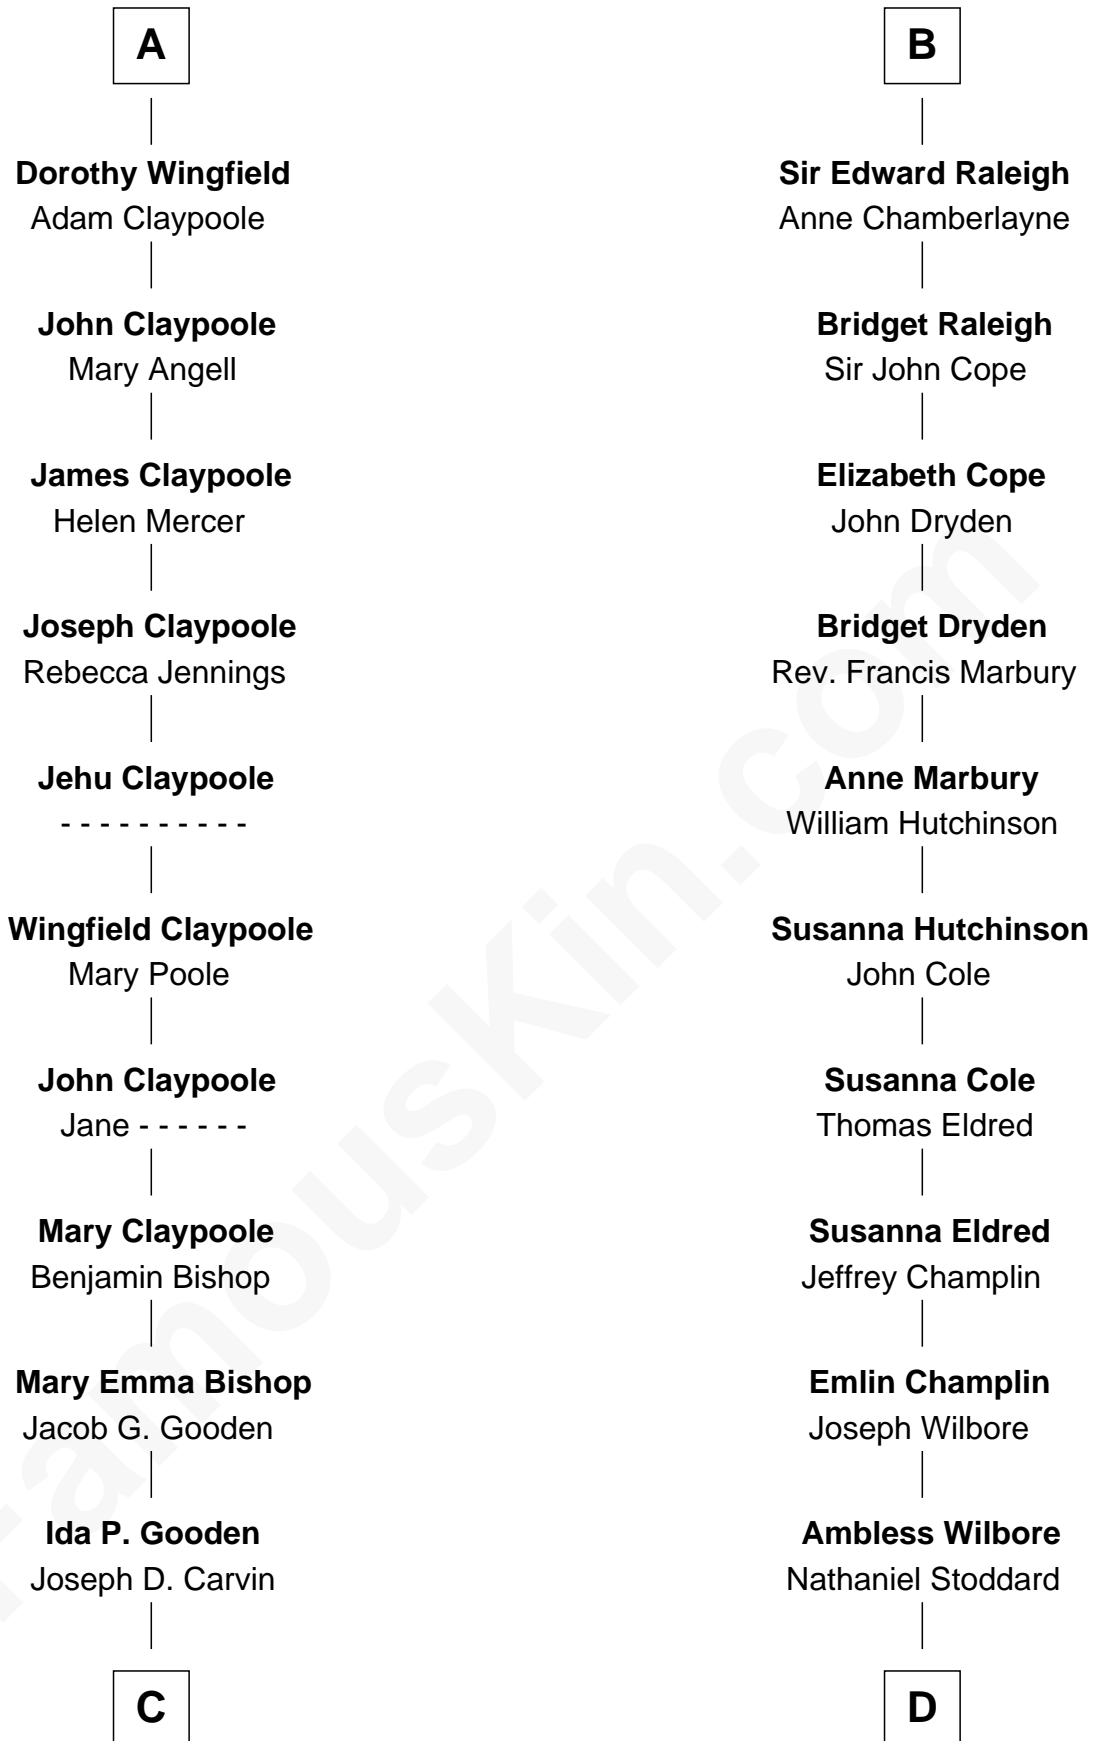 A
Dorothy Wingfield
Adam Claypoole
John Claypoole
Mary Angell
James Claypoole
Helen Mercer
Joseph Claypoole
Rebecca Jennings
Jehu Claypoole
- - - - - - - - - -
Wingfield Claypoole
Mary Poole
John Claypoole
Jane - - - - - -
Mary Claypoole
Benjamin Bishop
Mary Emma Bishop
Jacob G. Gooden
Ida P. Gooden
Joseph D. Carvin
C
B
Sir Edward Raleigh
Anne Chamberlayne
Bridget Raleigh
Sir John Cope
Elizabeth Cope
John Dryden
Bridget Dryden
Rev. Francis Marbury
Anne Marbury
William Hutchinson
Susanna Hutchinson
John Cole
Susanna Cole
Thomas Eldred
Susanna Eldred
Jeffrey Champlin
Emlin Champlin
Joseph Wilbore
Ambless Wilbore
Nathaniel Stoddard
D
FamousKin.com